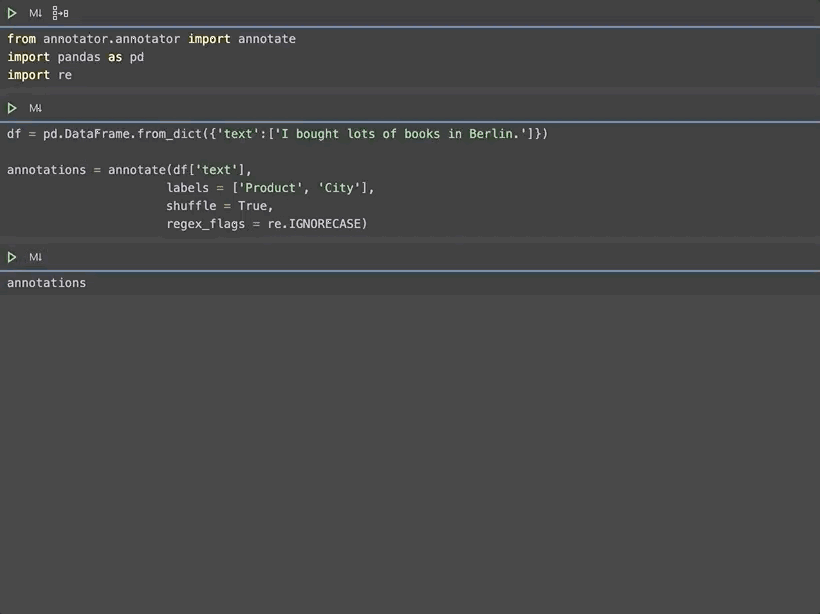 M↓
from annotator.annotator import annotate
import pandas as pd
import re
M↓
df = pd.DataFrame.from_dict({'text':['I bought lots of books in Berlin.']})
annotations = annotate(df['text'],
labels = ['Product', 'City'],
shuffle = True,
regex_flags = re.IGNORECASE)
M↓
annotations